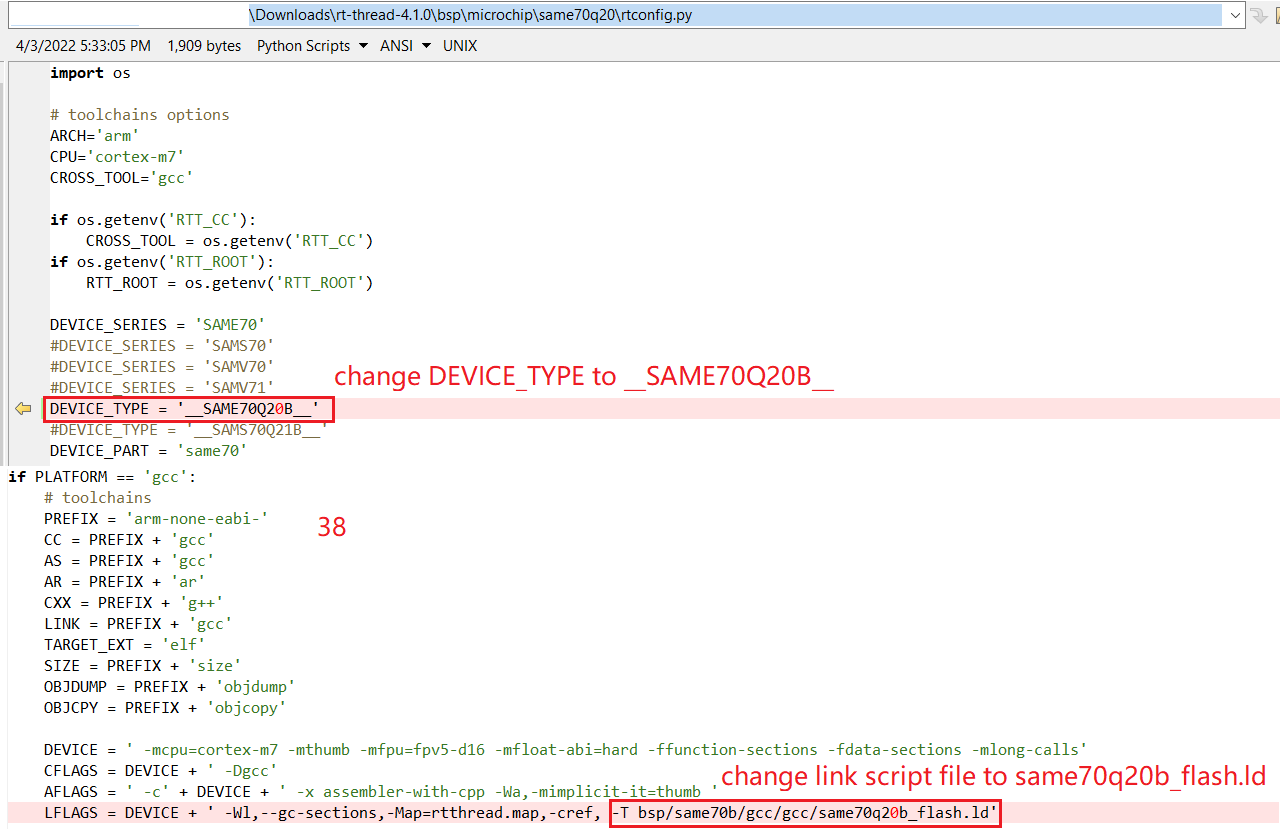 \Downloads\rt-thread-4.1.0\bsp\microchip\same70q20\rtconfig.py
4/3/2022 5:33:05 PM 1,909 bytes Python Scripts ANSI UNIX
import os
# toolchains options
ARCH='arm'
CPU='cortex-m7'
CROSS_TOOL='gcc'
if os.getenv('RTT_CC'):
    CROSS_TOOL = os.getenv('RTT_CC')
if os.getenv('RTT_ROOT'):
    RTT_ROOT = os.getenv('RTT_ROOT')
DEVICE_SERIES = 'SAME70'
#DEVICE_SERIES = 'SAMS70'
#DEVICE_SERIES = 'SAMV70'
#DEVICE_SERIES = 'SAMV71'
change DEVICE_TYPE to __SAME70Q20B__
DEVICE_TYPE = '__SAME70Q20B__'
#DEVICE_TYPE = '__SAMS70Q21B__'
DEVICE_PART = 'same70'
if PLATFORM == 'gcc':
    # toolchains
    PREFIX = 'arm-none-eabi-'
38
    CC = PREFIX + 'gcc'
    AS = PREFIX + 'gcc'
    AR = PREFIX + 'ar'
    CXX = PREFIX + 'g++'
    LINK = PREFIX + 'gcc'
    TARGET_EXT = 'elf'
    SIZE = PREFIX + 'size'
    OBJDUMP = PREFIX + 'objdump'
    OBJCPY = PREFIX + 'objcopy'
    DEVICE = ' -mcpu=cortex-m7 -mthumb -mfpu=fpv5-d16 -mfloat-abi=hard -ffunction-sections -fdata-sections -mlong-calls'
    CFLAGS = DEVICE + ' -Dgcc'
change link script file to same70q20b_flash.ld
    AFLAGS = ' -c' + DEVICE + ' -x assembler-with-cpp -Wa,-mimplicit-it=thumb '
    LFLAGS = DEVICE + ' -Wl,--gc-sections,-Map=rtthread.map,-cref, -T bsp/same70b/gcc/gcc/same70q20b_flash.ld'